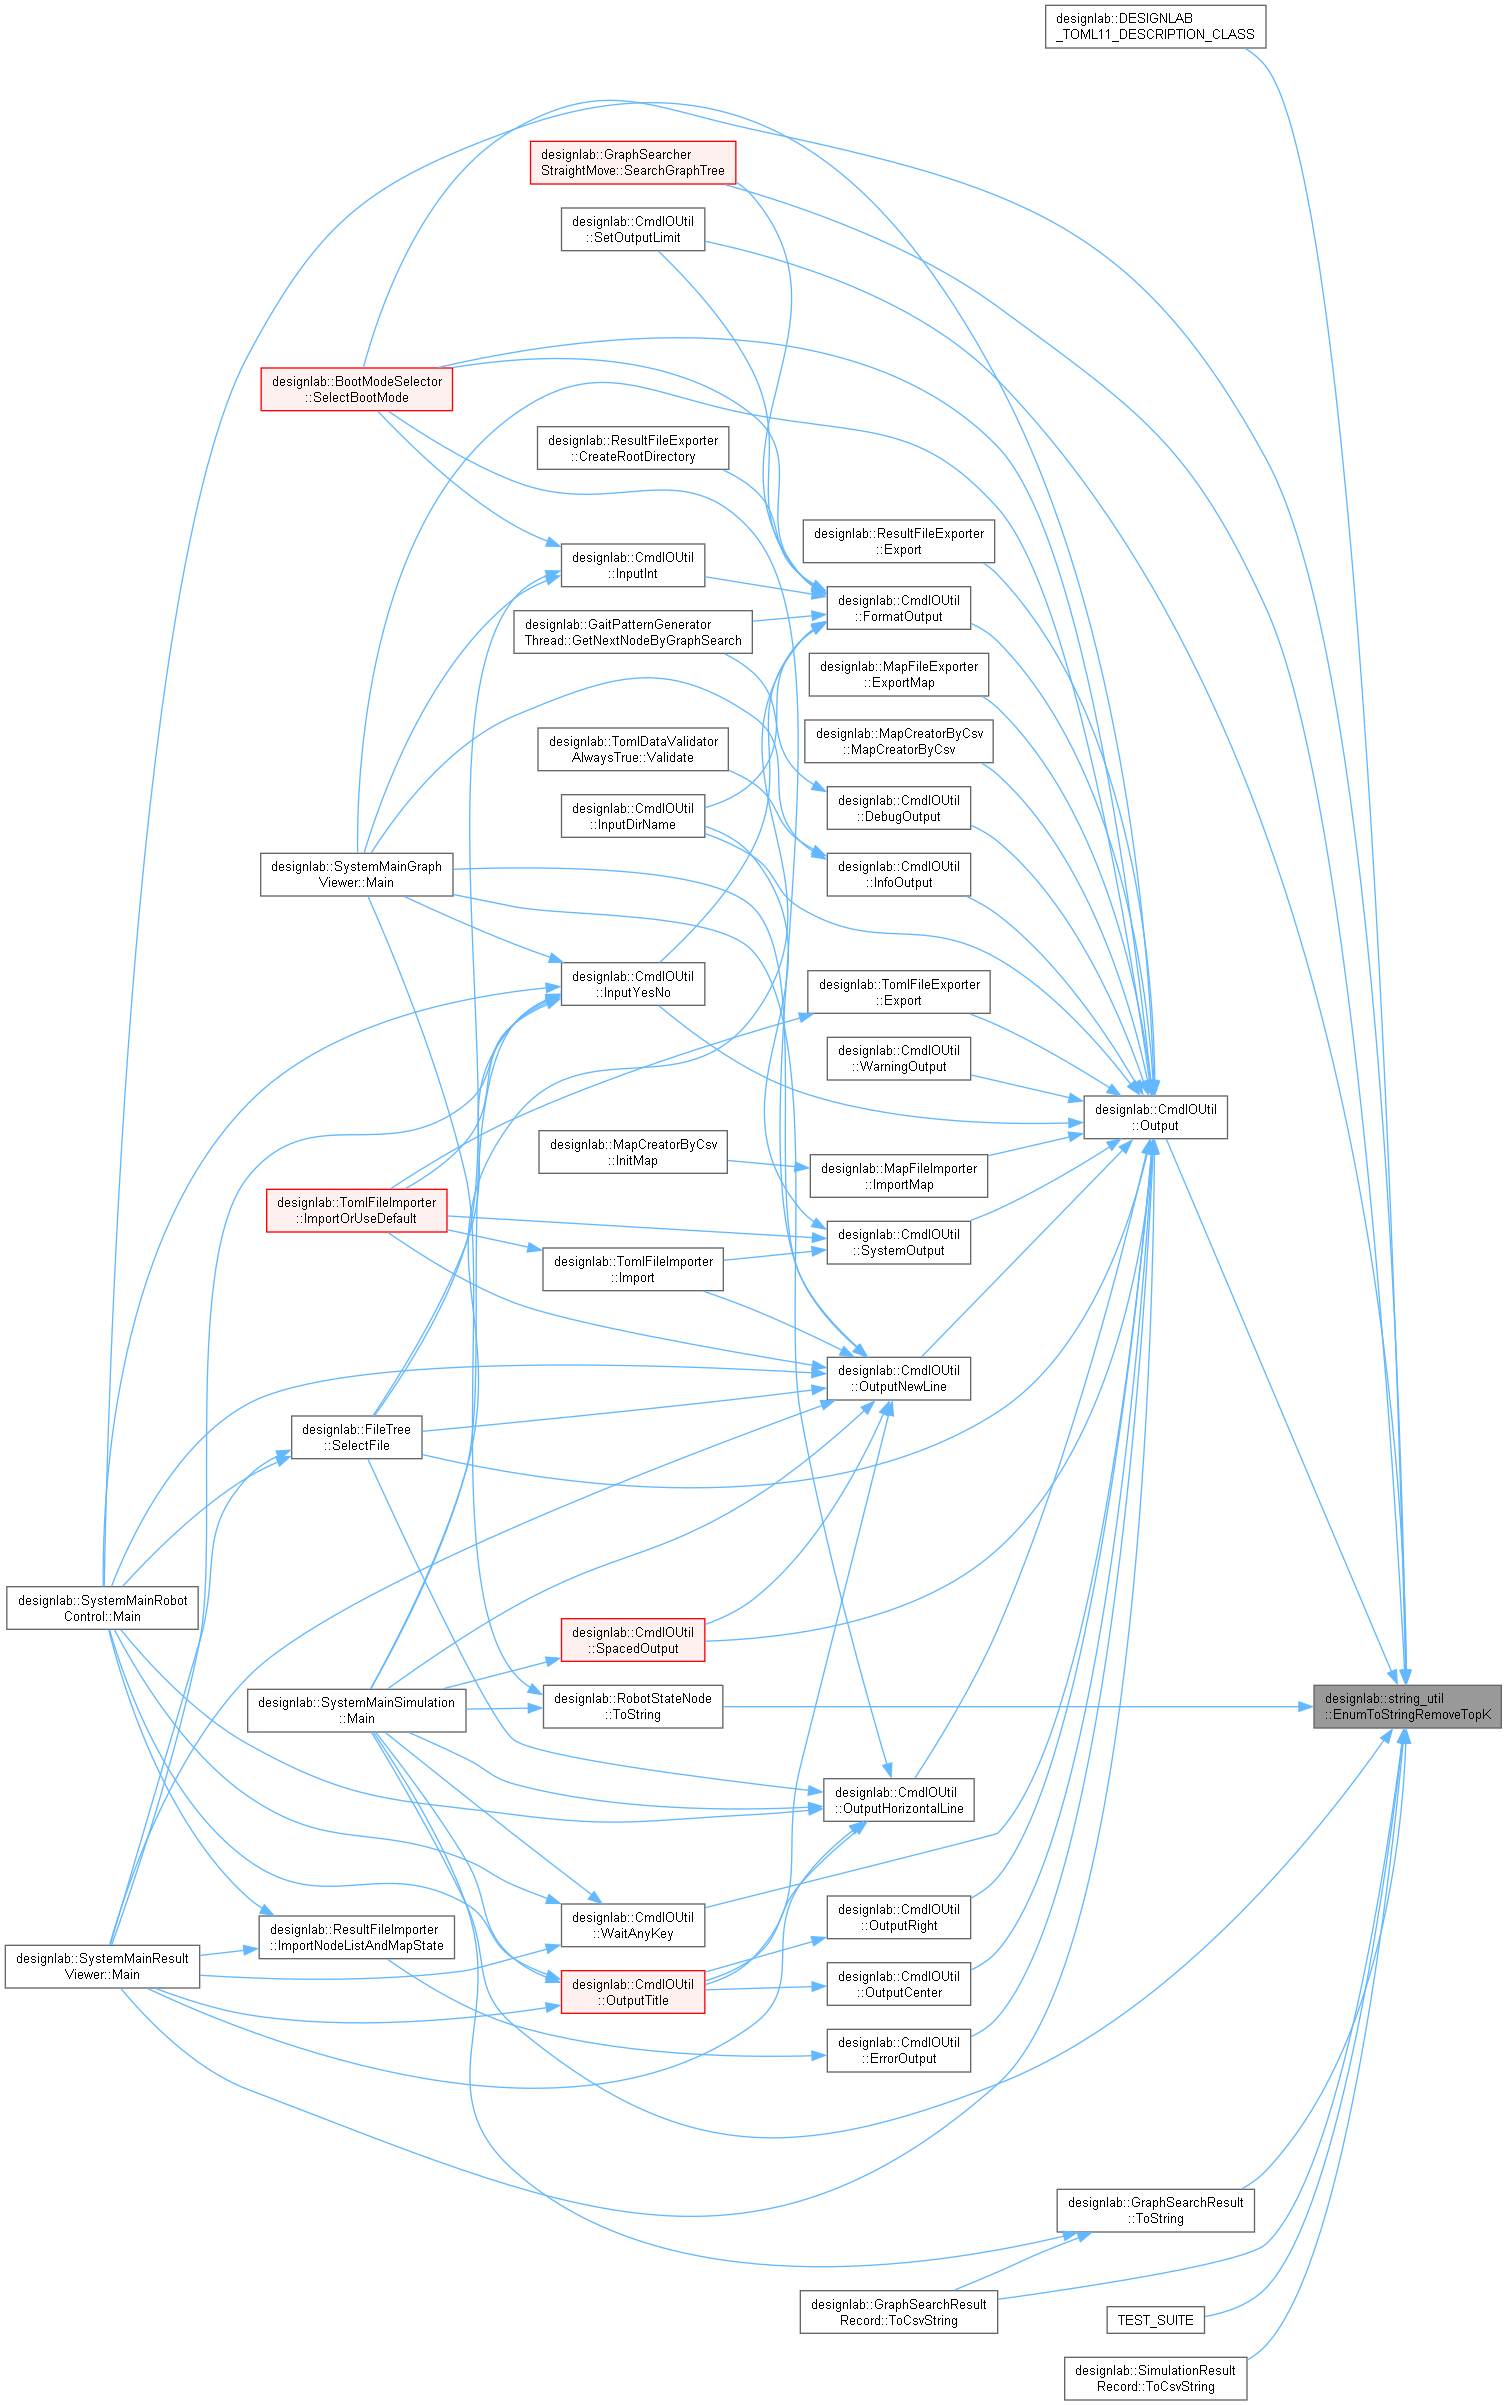 designlab::DESIGNLAB
_TOML11_DESCRIPTION_CLASS
designlab::GraphSearcher
StraightMove::SearchGraphTree
designlab::CmdIOUtil
::SetOutputLimit
designlab::BootModeSelector
::SelectBootMode
designlab::ResultFileExporter
::CreateRootDirectory
designlab::ResultFileExporter
::Export
designlab::CmdIOUtil
::InputInt
designlab::CmdIOUtil
::FormatOutput
designlab::GaitPatternGenerator
Thread::GetNextNodeByGraphSearch
designlab::MapFileExporter
::ExportMap
designlab::MapCreatorByCsv
::MapCreatorByCsv
designlab::TomlDataValidator
AlwaysTrue::Validate
designlab::CmdIOUtil
::DebugOutput
designlab::CmdIOUtil
::InputDirName
designlab::SystemMainGraph
Viewer::Main
designlab::CmdIOUtil
::InfoOutput
designlab::CmdIOUtil
::InputYesNo
designlab::TomlFileExporter
::Export
designlab::CmdIOUtil
::WarningOutput
designlab::CmdIOUtil
::Output
designlab::MapCreatorByCsv
::InitMap
designlab::MapFileImporter
::ImportMap
designlab::TomlFileImporter
::ImportOrUseDefault
designlab::CmdIOUtil
::SystemOutput
designlab::TomlFileImporter
::Import
designlab::CmdIOUtil
::OutputNewLine
designlab::FileTree
::SelectFile
designlab::SystemMainRobot
Control::Main
designlab::CmdIOUtil
::SpacedOutput
designlab::SystemMainSimulation
::Main
designlab::RobotStateNode
::ToString
designlab::string_util
::EnumToStringRemoveTopK
designlab::CmdIOUtil
::OutputHorizontalLine
designlab::CmdIOUtil
::OutputRight
designlab::ResultFileImporter
::ImportNodeListAndMapState
designlab::CmdIOUtil
::WaitAnyKey
designlab::SystemMainResult
Viewer::Main
designlab::CmdIOUtil
::OutputTitle
designlab::CmdIOUtil
::OutputCenter
designlab::CmdIOUtil
::ErrorOutput
designlab::GraphSearchResult
::ToString
designlab::GraphSearchResult
Record::ToCsvString
TEST_SUITE
designlab::SimulationResult
Record::ToCsvString